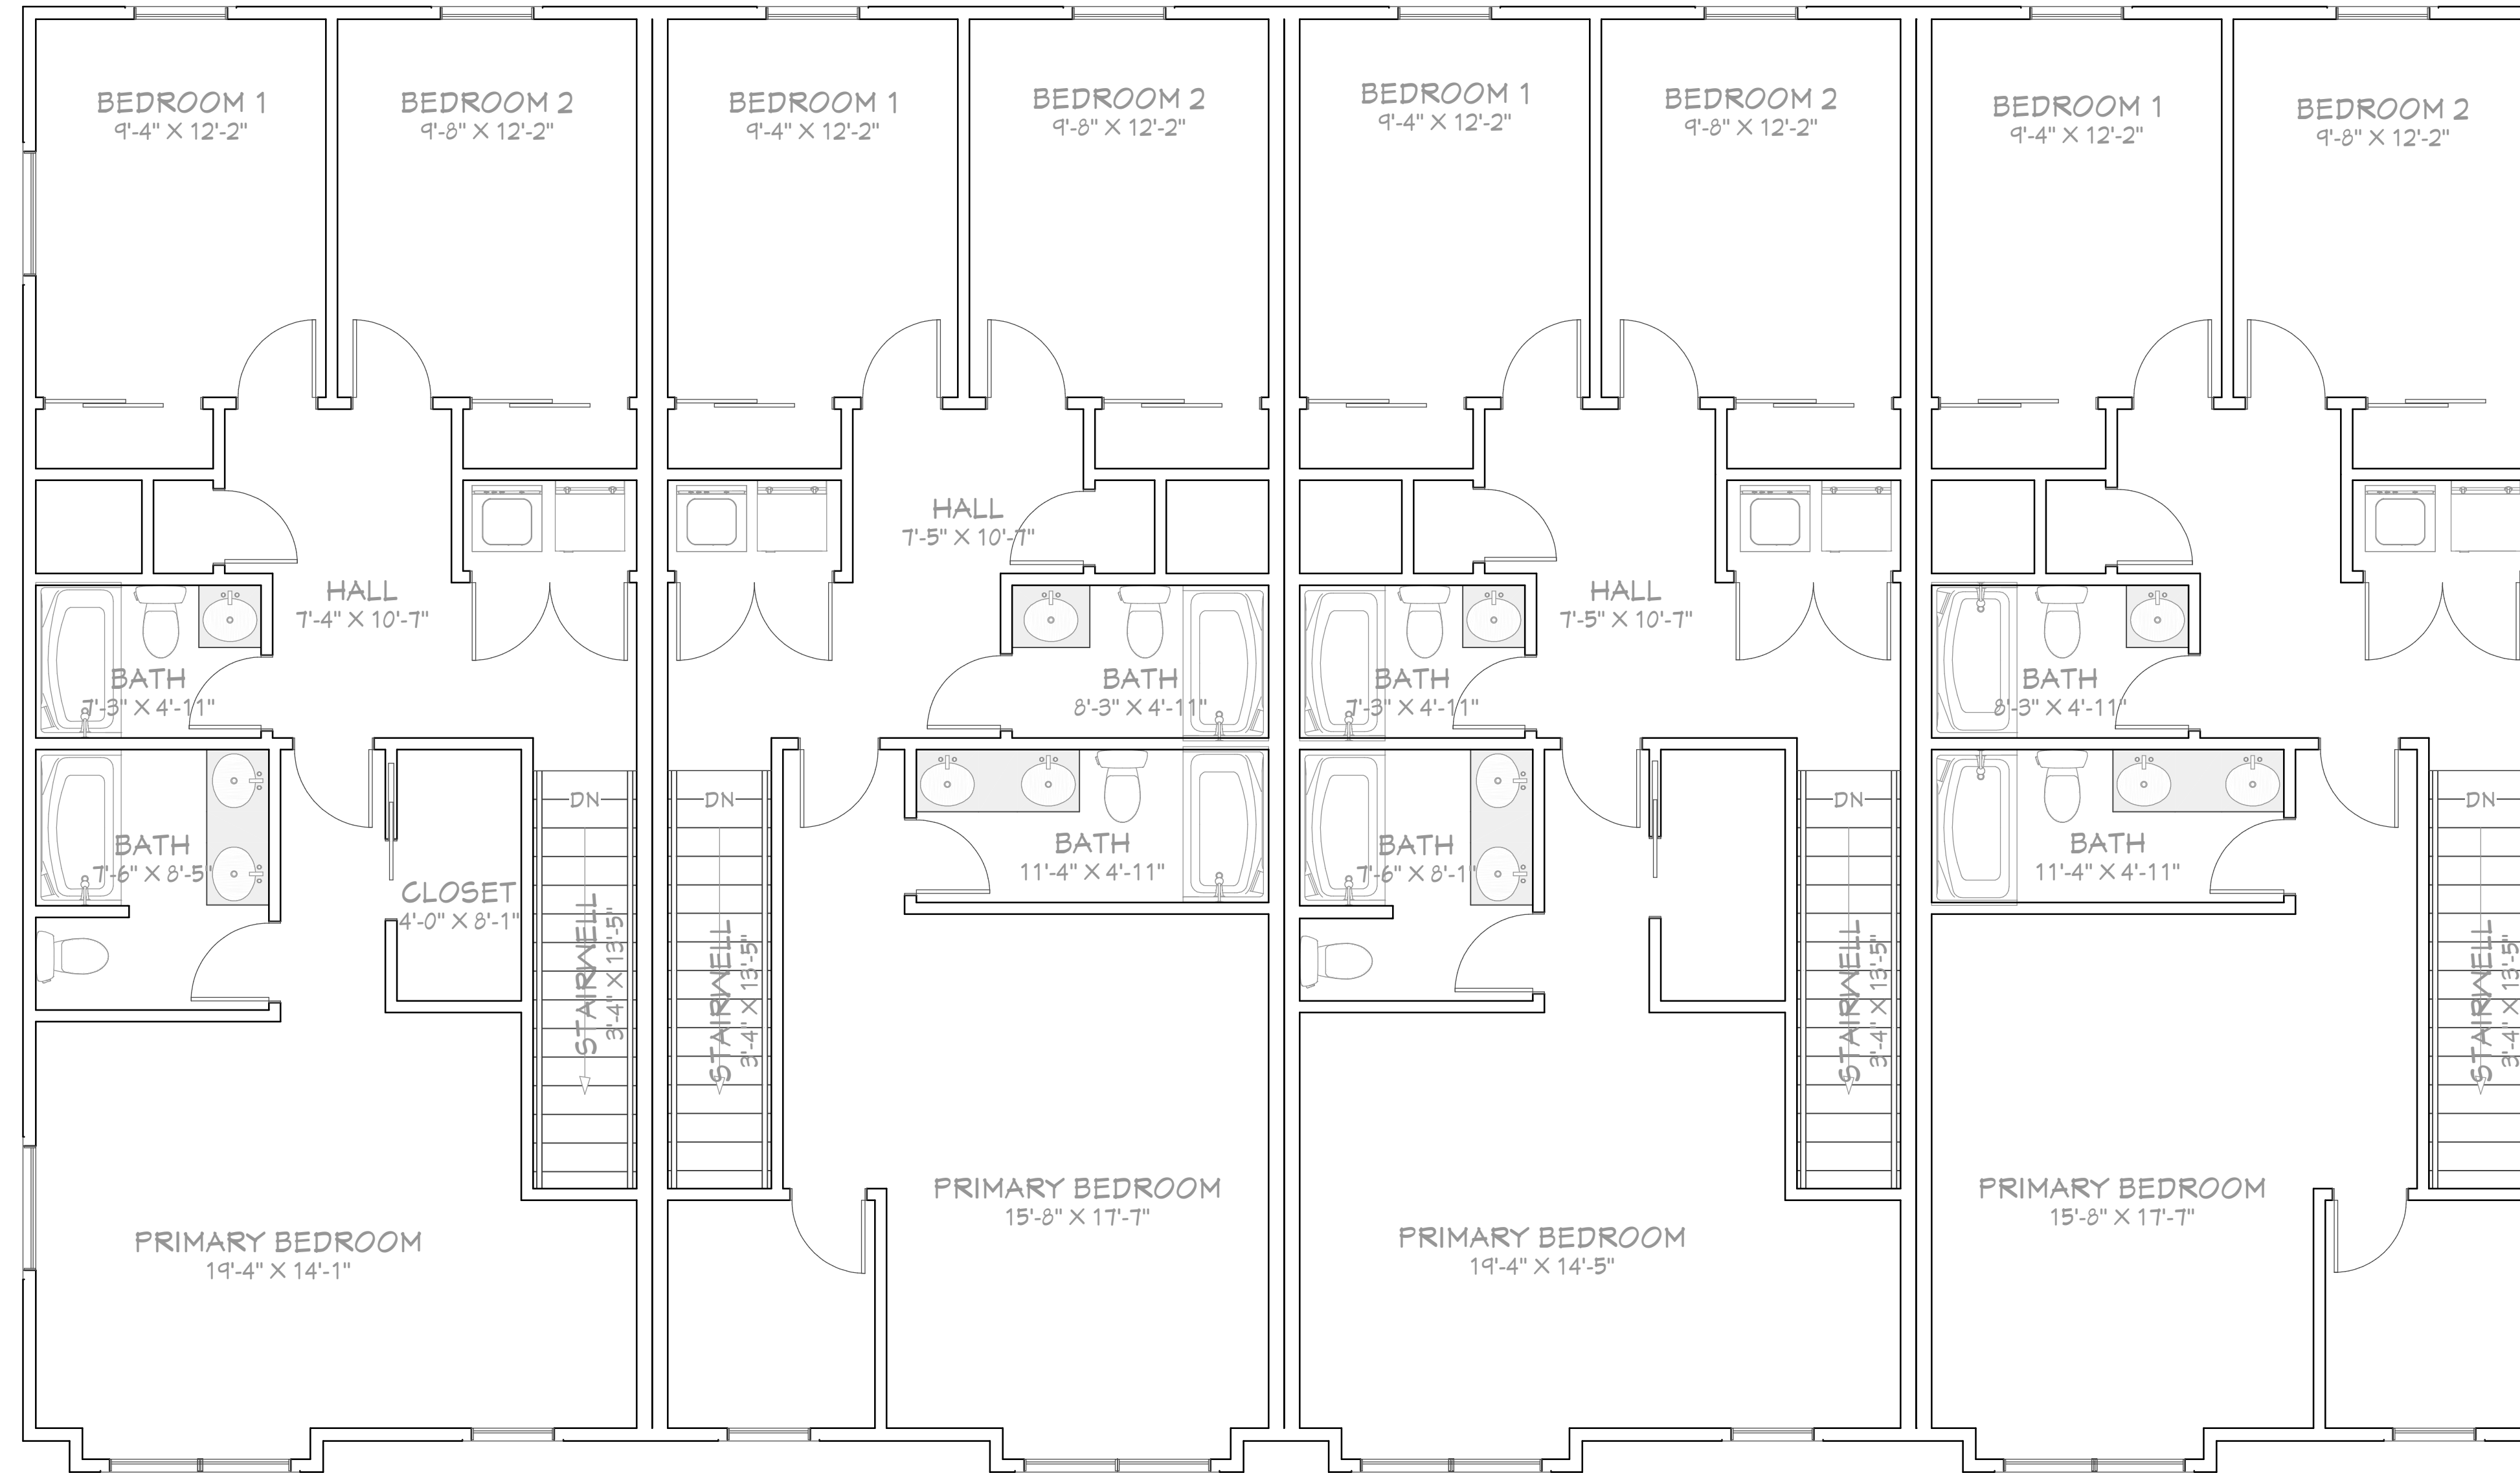 BEDROOM 1
9'-4" X 12'-2"
BEDROOM 2
9'-8" X 12'-2"
BEDROOM 1
9'-4" X 12'-2"
BEDROOM 2
9'-8" X 12'-2"
BEDROOM 1
9'-4" X 12'-2"
BEDROOM 2
9'-8" X 12'-2"
BEDROOM 1
9'-4" X 12'-2"
BEDROOM 2
9'-8" X 12'-2"
HALL
7'-4" X 10'-7"
HALL
7'-5" X 10'-7"
HALL
7'-5" X 10'-7"
BATH
7'-3" X 4'-11"
BATH
8'-3" X 4'-11"
BATH
7'-3" X 4'-11"
BATH
8'-3" X 4'-11"
DN
DN
DN
DN
BATH
7'-6" X 8'-5"
CLOSET
4'-0" X 8'-1"
BATH
11'-4" X 4'-11"
BATH
7'-6" X 8'-1"
BATH
11'-4" X 4'-11"
STAIRWELL
3'-4" X 13'-5"
STAIRWELL
3'-4" X 13'-5"
STAIRWELL
3'-4" X 13'-5"
STAIRWELL
3'-4" X 13'-5"
PRIMARY BEDROOM
19'-4" X 14'-1"
PRIMARY BEDROOM
15'-8" X 17'-7"
PRIMARY BEDROOM
19'-4" X 14'-5"
PRIMARY BEDROOM
15'-8" X 17'-7"